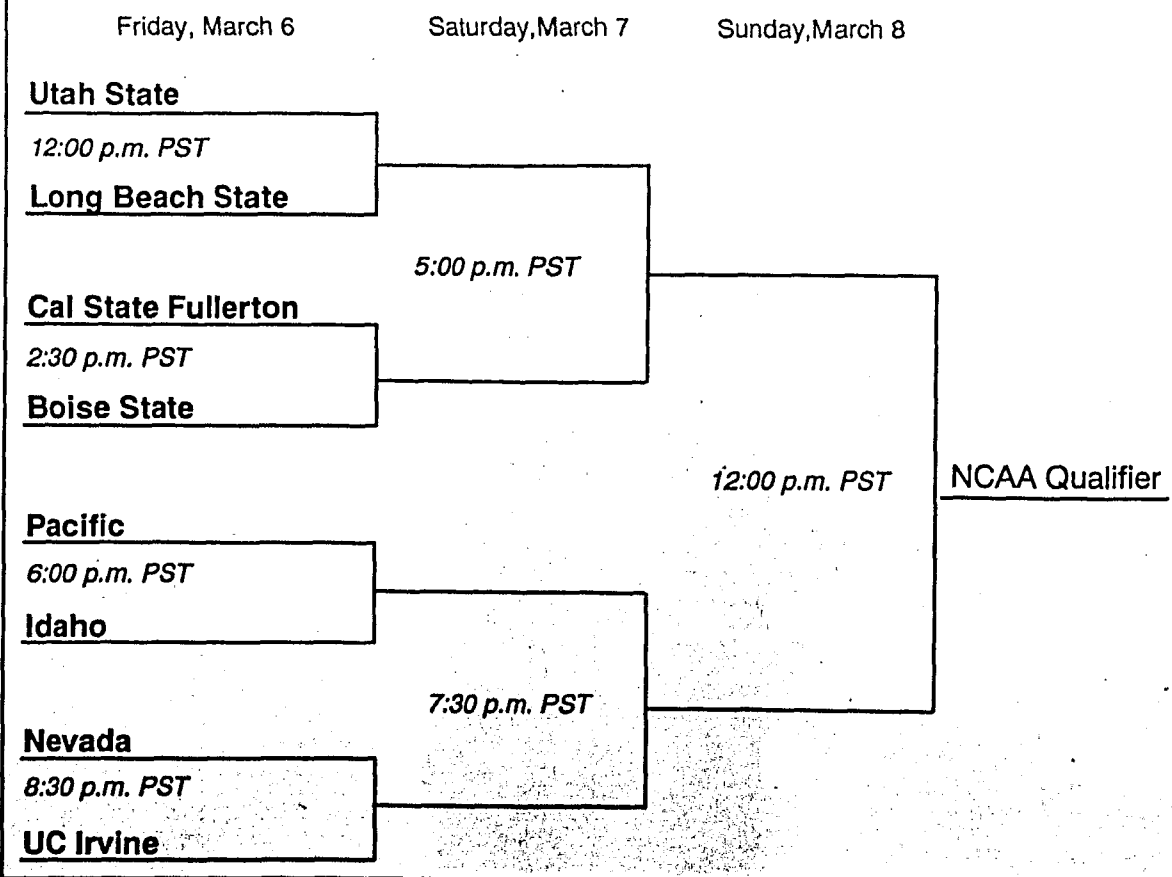 Friday, March 6
Saturday,March 7
Sunday,March 8
Utah State
12:00 p.m. PST
Long Beach State
5:00 p.m. PST
Cal State Fullerton
2:30 p.m. PST
Boise State
12:00 p.m. PST
NCAA Qualifier
Pacific
6:00 p.m. PST
Idaho
7:30 p.m. PST
Nevada
8:30 p.m. PST
UC Irvine